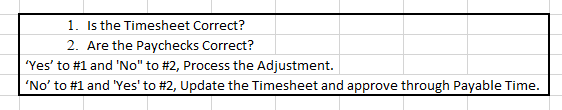 1. Is the Timesheet Correct?
2. Are the Paychecks Correct?
‘Yes’ to #1 and 'No" to #2, Process the Adjustment.
‘No’ to #1 and 'Yes' to #2, Update the Timesheet and approve through Payable Time.